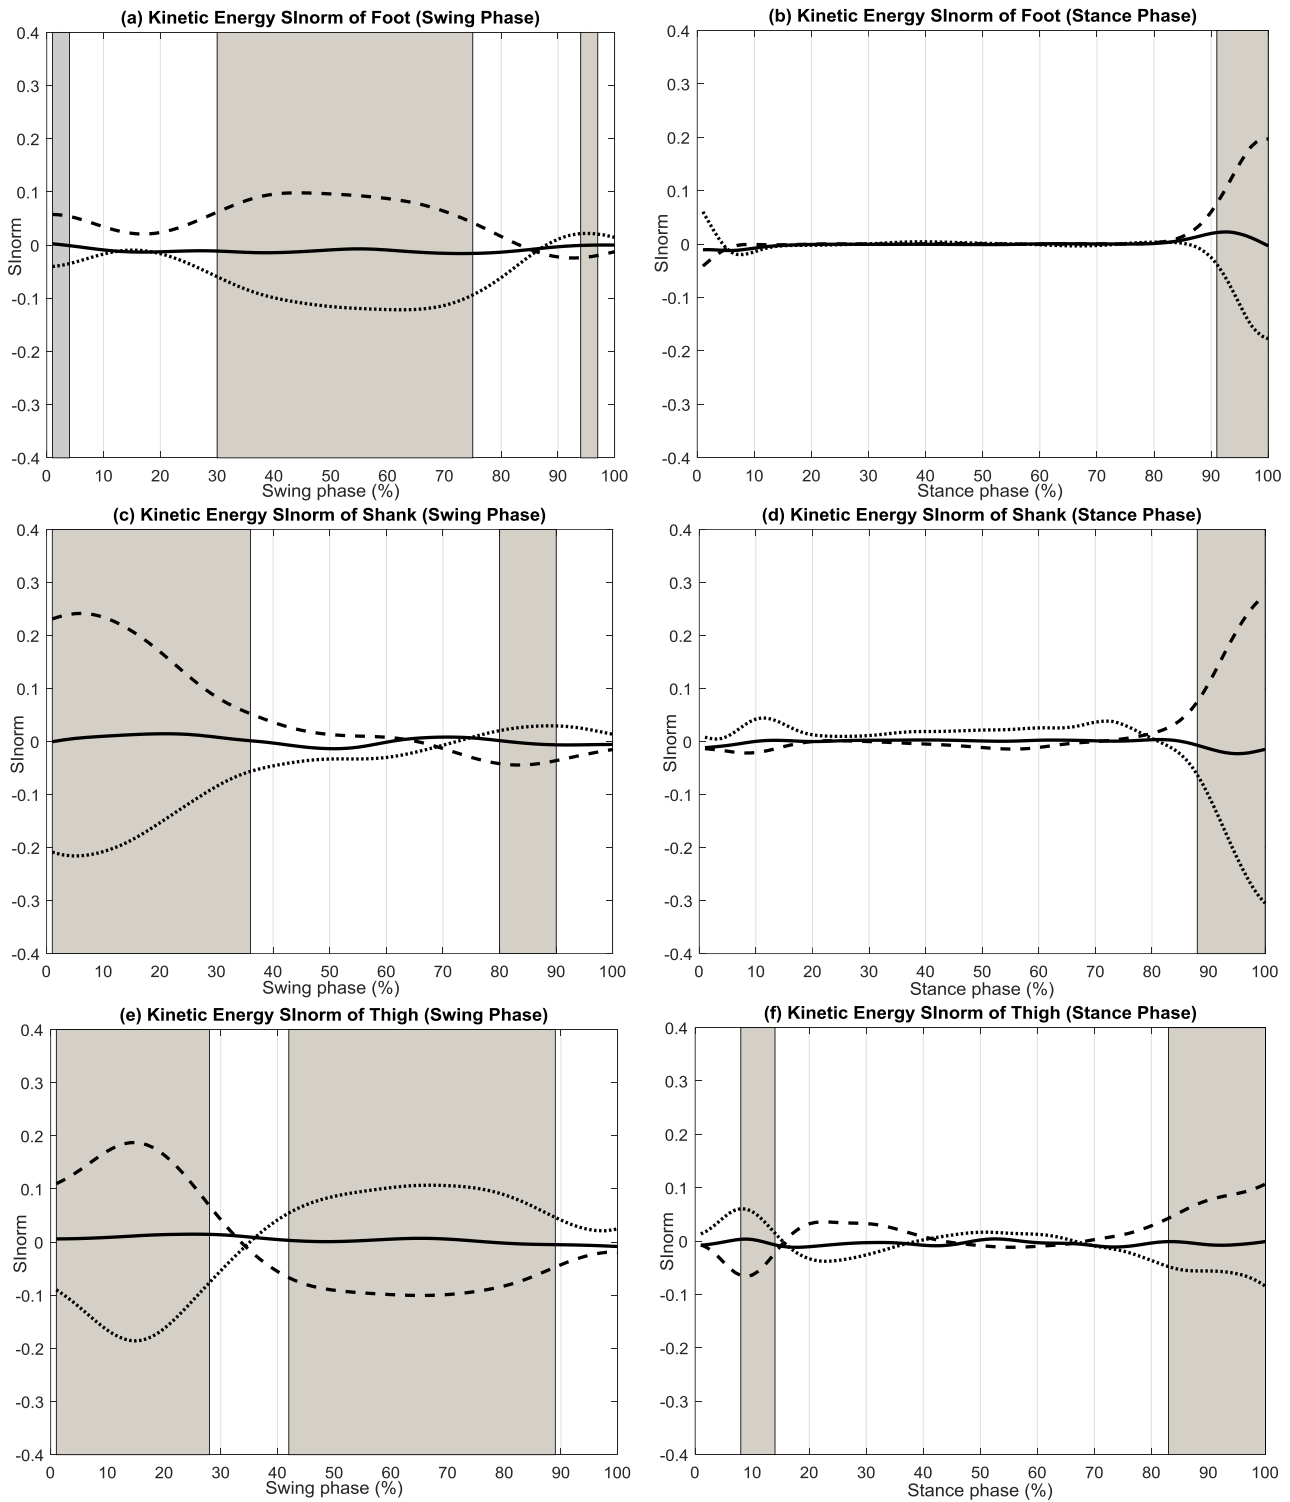 (a) Kinetic Energy SInorm of Foot (Swing Phase)
0.4
0.3
0.2
0.1
0
-0.1
-0.2
-0.3
-0.4
SInorm
0 10 20 30 40 50 60 70 80 90 100
Swing phase (%)
(b) Kinetic Energy SInorm of Foot (Stance Phase)
0.4
0.3
0.2
0.1
0
-0.1
-0.2
-0.3
-0.4
SInorm
0 10 20 30 40 50 60 70 80 90 100
Stance phase (%)
(c) Kinetic Energy SInorm of Shank (Swing Phase)
0.4
0.3
0.2
0.1
0
-0.1
-0.2
-0.3
-0.4
SInorm
0 10 20 30 40 50 60 70 80 90 100
Swing phase (%)
(d) Kinetic Energy SInorm of Shank (Stance Phase)
0.4
0.3
0.2
0.1
0
-0.1
-0.2
-0.3
-0.4
SInorm
0 10 20 30 40 50 60 70 80 90 100
Stance phase (%)
(e) Kinetic Energy SInorm of Thigh (Swing Phase)
0.4
0.3
0.2
0.1
0
-0.1
-0.2
-0.3
-0.4
SInorm
0 10 20 30 40 50 60 70 80 90 100
Swing phase (%)
(f) Kinetic Energy SInorm of Thigh (Stance Phase)
0.4
0.3
0.2
0.1
0
-0.1
-0.2
-0.3
-0.4
SInorm
0 10 20 30 40 50 60 70 80 90 100
Stance phase (%)